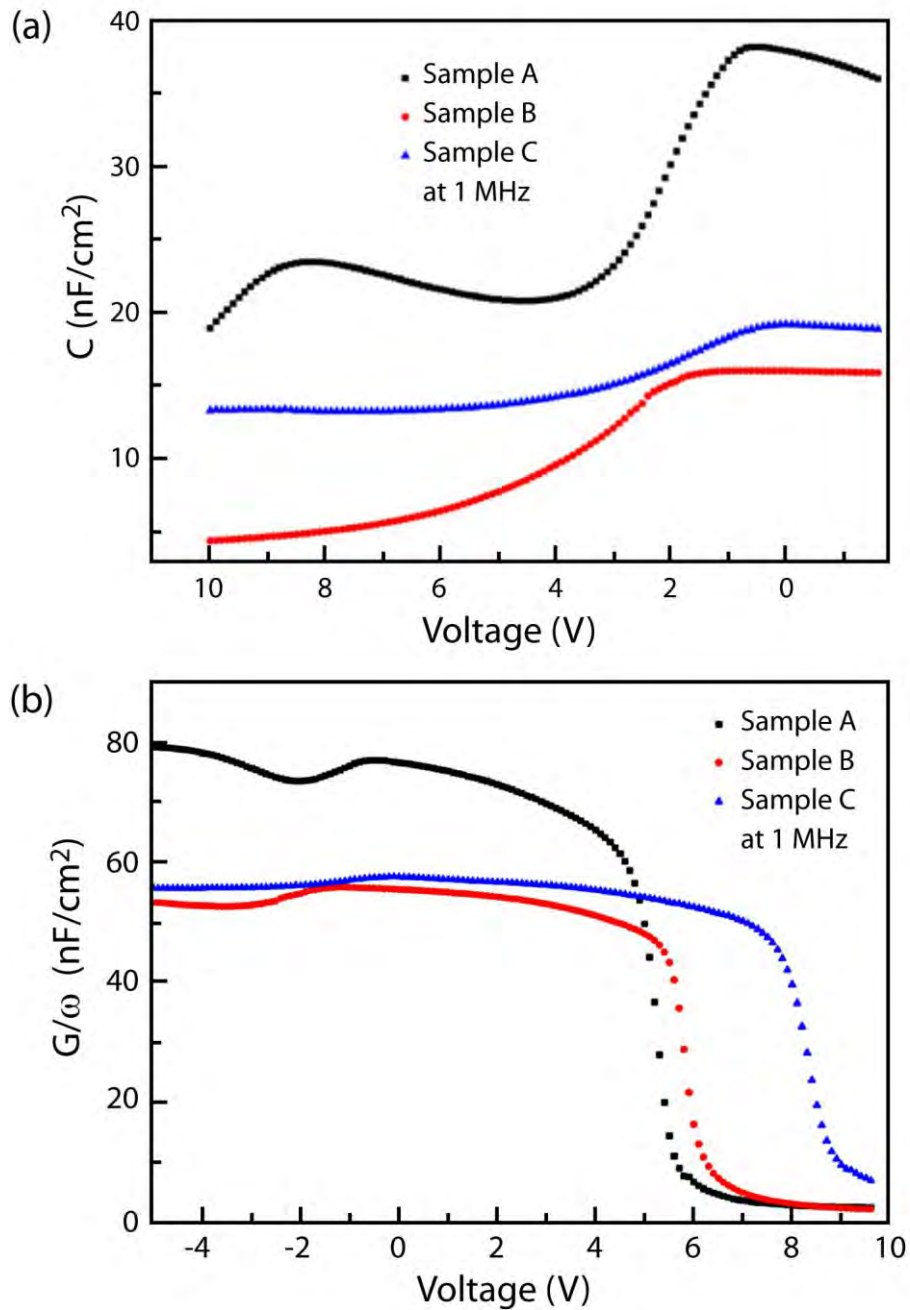 (a)
40
30
20
10
C (nF/cm²)
Sample A
Sample B
Sample C
at 1 MHz
10 8 6 4 2 0
Voltage (V)
(b)
80
60
40
20
0
G/ω (nF/cm²)
Sample A
Sample B
Sample C
at 1 MHz
-4 -2 0 2 4 6 8 10
Voltage (V)